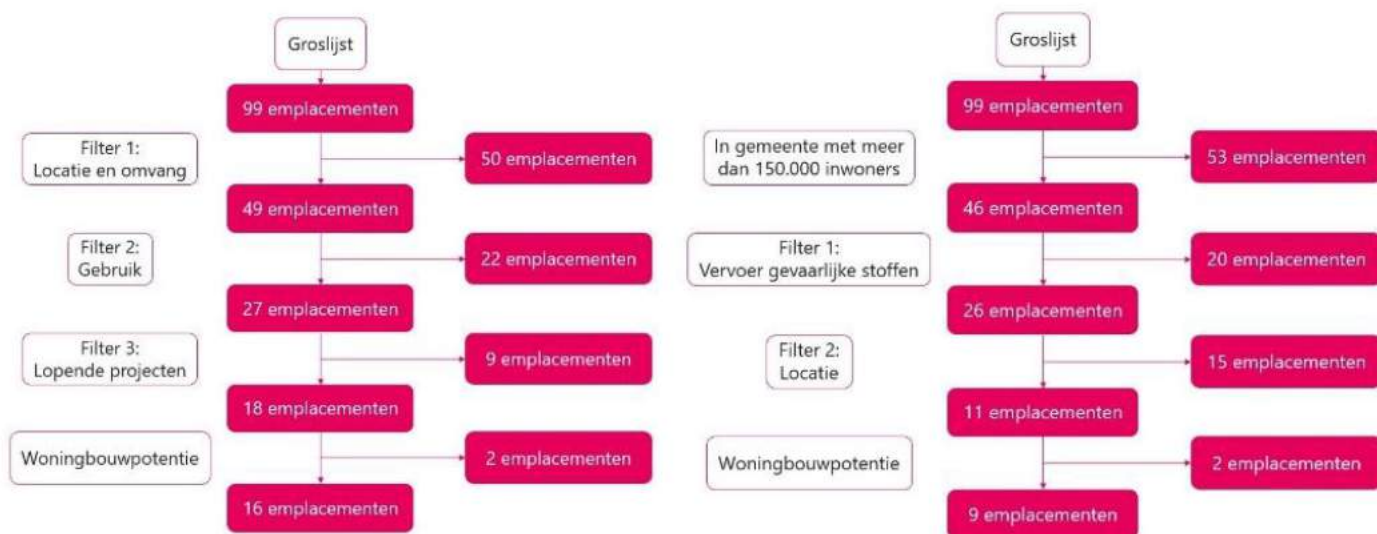 Groslijst
99 emplacementen
Filter 1:
Locatie en omvang
50 emplacementen
49 emplacementen
Filter 2:
Gebruik
22 emplacementen
27 emplacementen
Filter 3:
Lopende projecten
9 emplacementen
18 emplacementen
Woningbouwpotentie
2 emplacementen
16 emplacementen
Groslijst
99 emplacementen
In gemeente met meer
dan 150.000 inwoners
53 emplacementen
46 emplacementen
Filter 1:
Vervoer gevaarlijke stoffen
20 emplacementen
26 emplacementen
Filter 2:
Locatie
15 emplacementen
11 emplacementen
Woningbouwpotentie
2 emplacementen
9 emplacementen